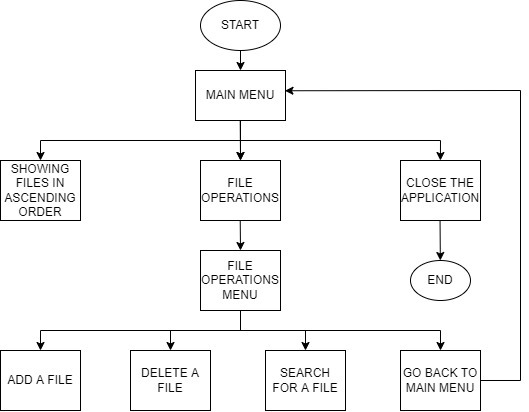 START
MAIN MENU
SHOWING
FILES IN
ASCENDING
ORDER
FILE
OPERATIONS
CLOSE THE
APPLICATION
FILE
OPERATIONS
MENU
END
ADD A FILE
DELETE A
FILE
SEARCH
FOR A FILE
GO BACK TO
MAIN MENU